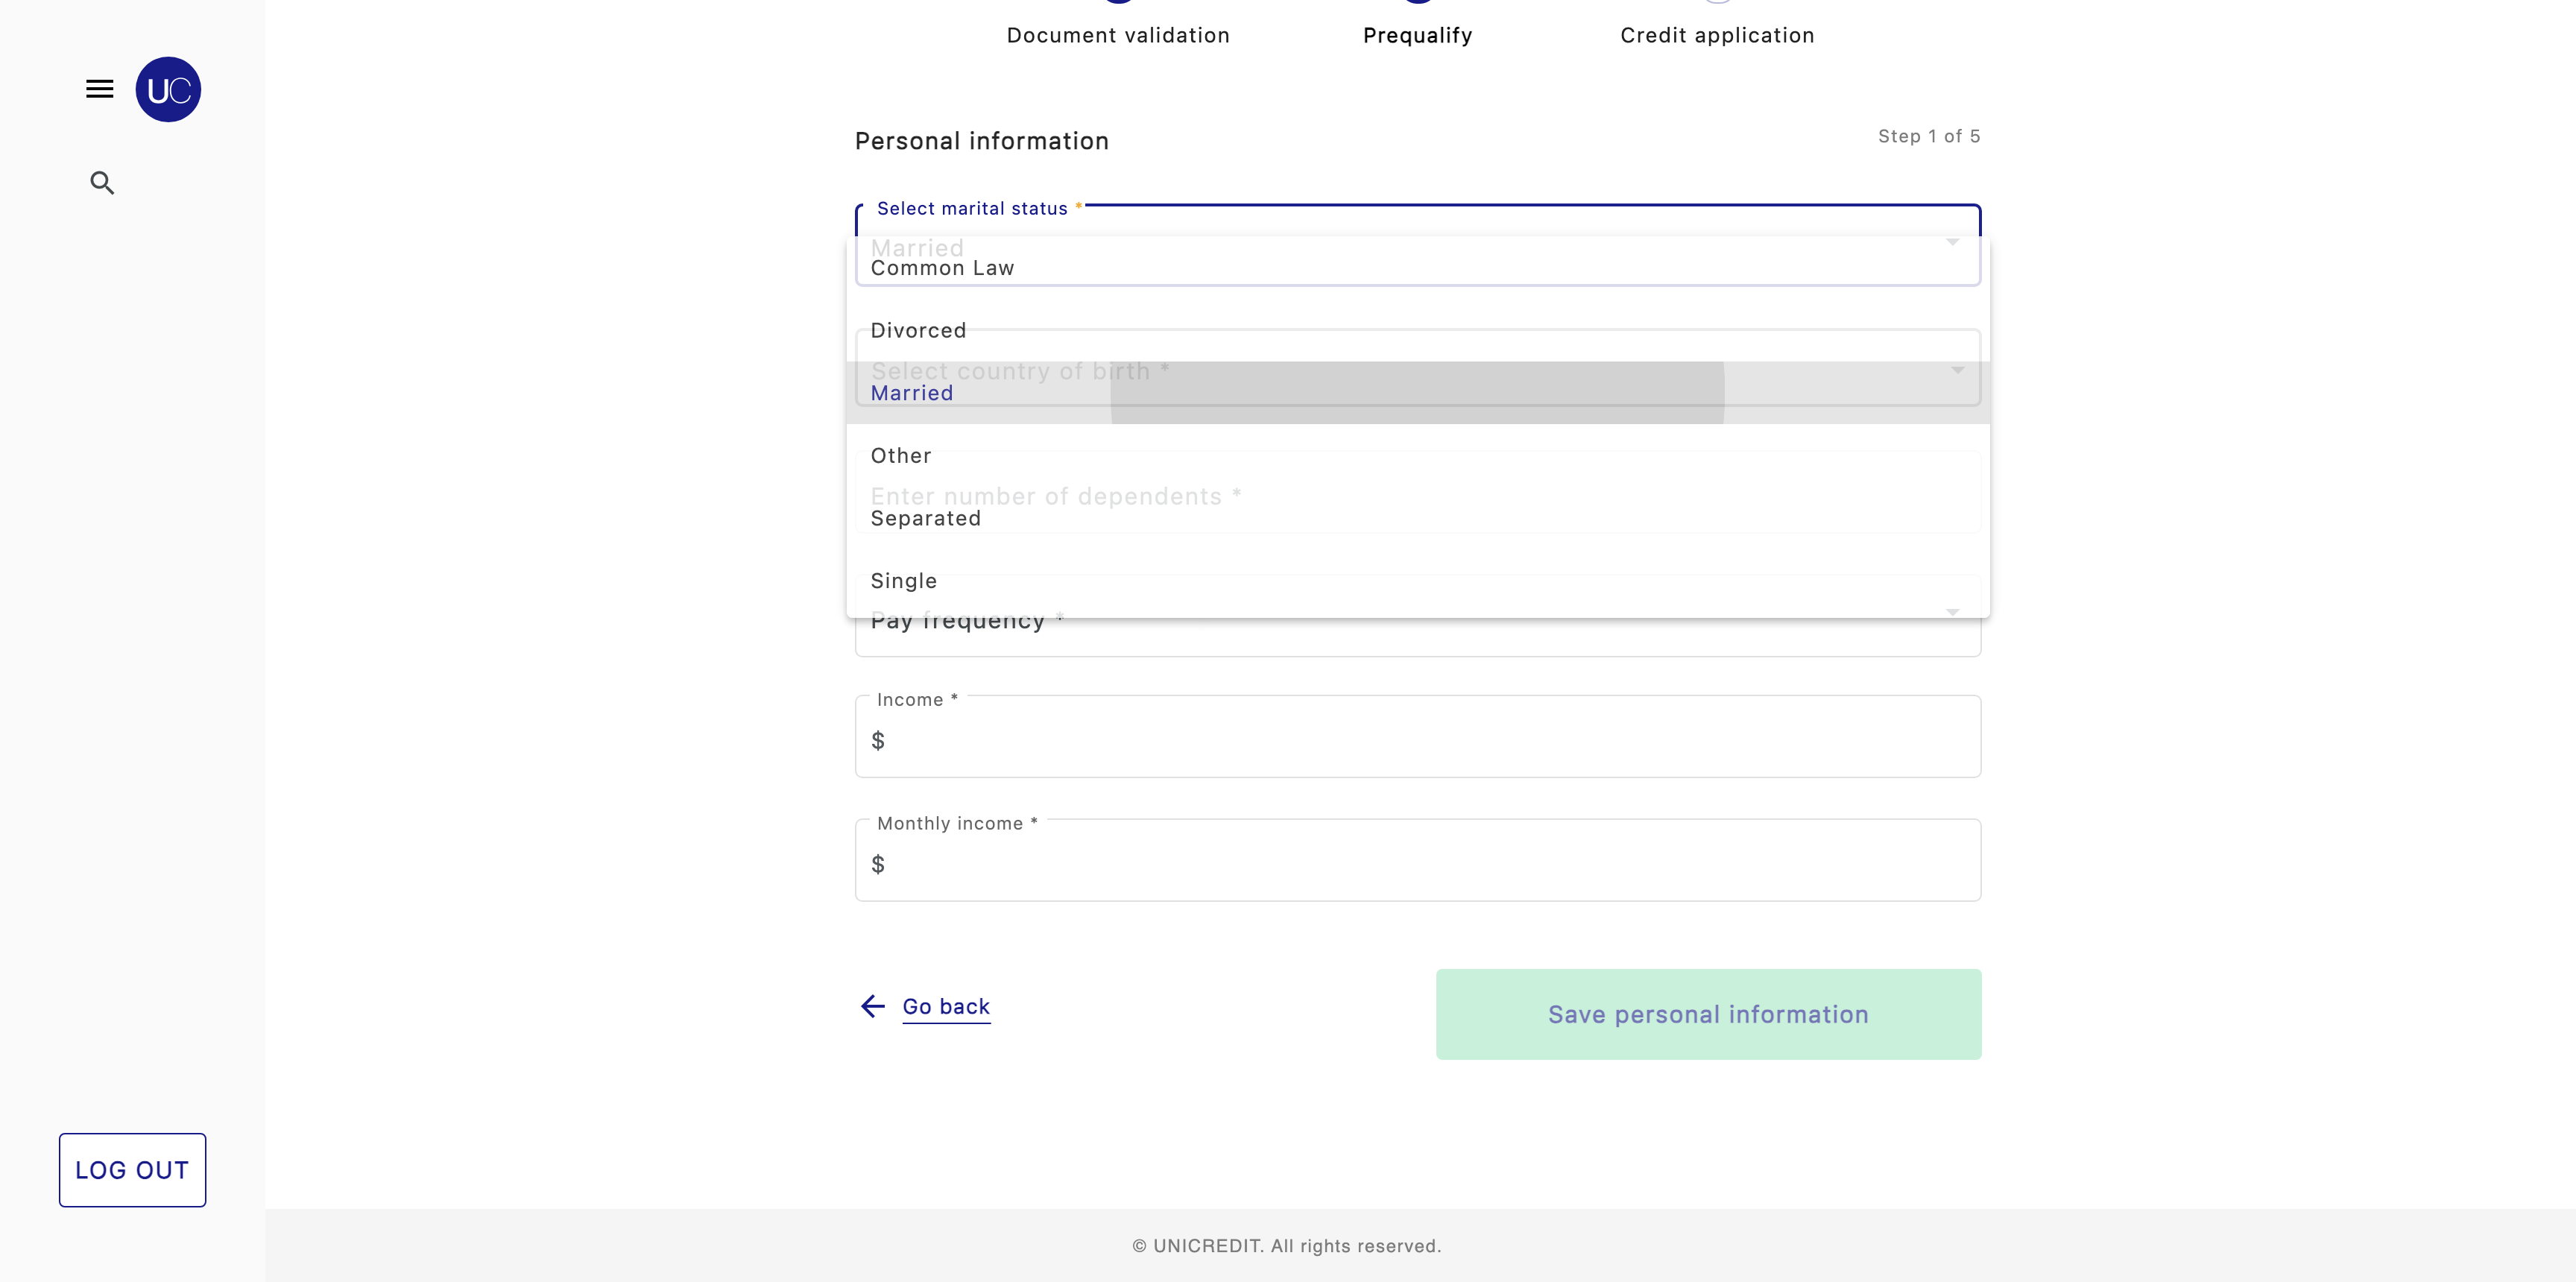 Document validation
Prequalify
Credit application
UC
Personal information
Step 1 of 5
Select marital status *
Married
Common Law
Divorced
Select country of birth *
Married
Other
Enter number of dependents *
Separated
Single
Pay frequency *
Income *
$
Monthly income *
$
Go back
Save personal information
LOG OUT
© UNICREDIT. All rights reserved.